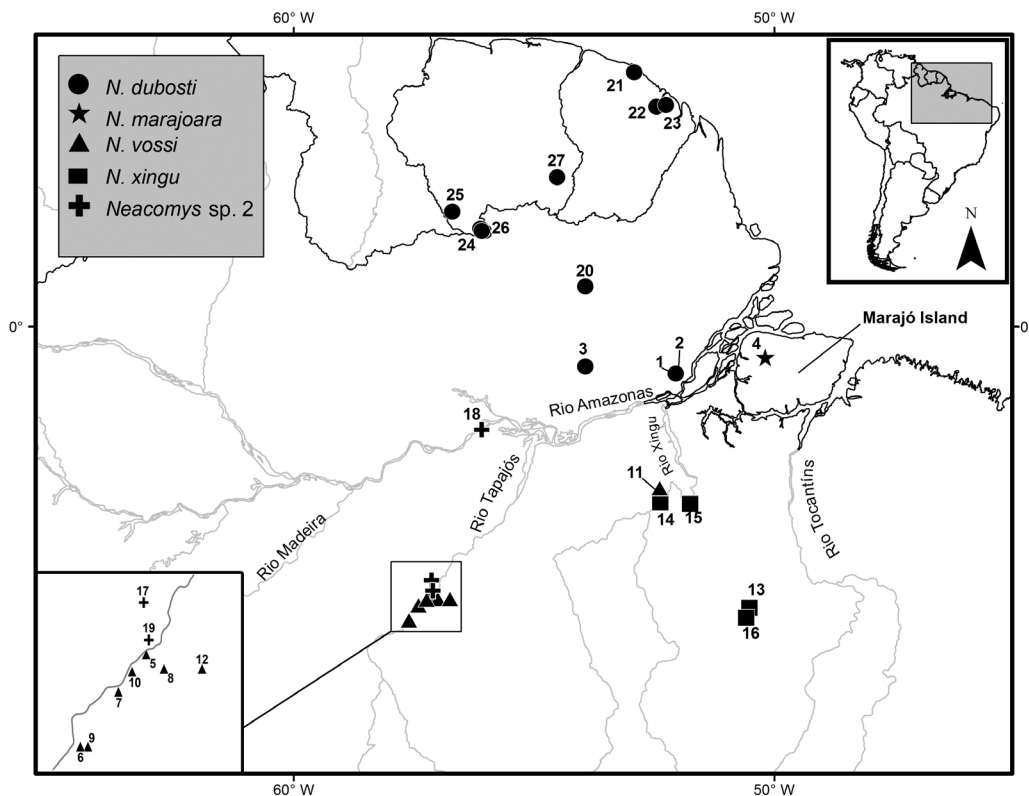 60° W 50° W
N. dubosti
N. marajoara
N. vossi
N. xingu
Neacomys sp. 2
N
21
22
23
27
25
26
24
20
0° 0
Marajó Island
4
3
1
2
Rio Amazonas
18
Rio Xingu
11
14
15
Rio Tapajós
Rio Tocantins
Rio Madeira
13
16
17
19
5
12
8
10
7
9
6
60° W 50° W